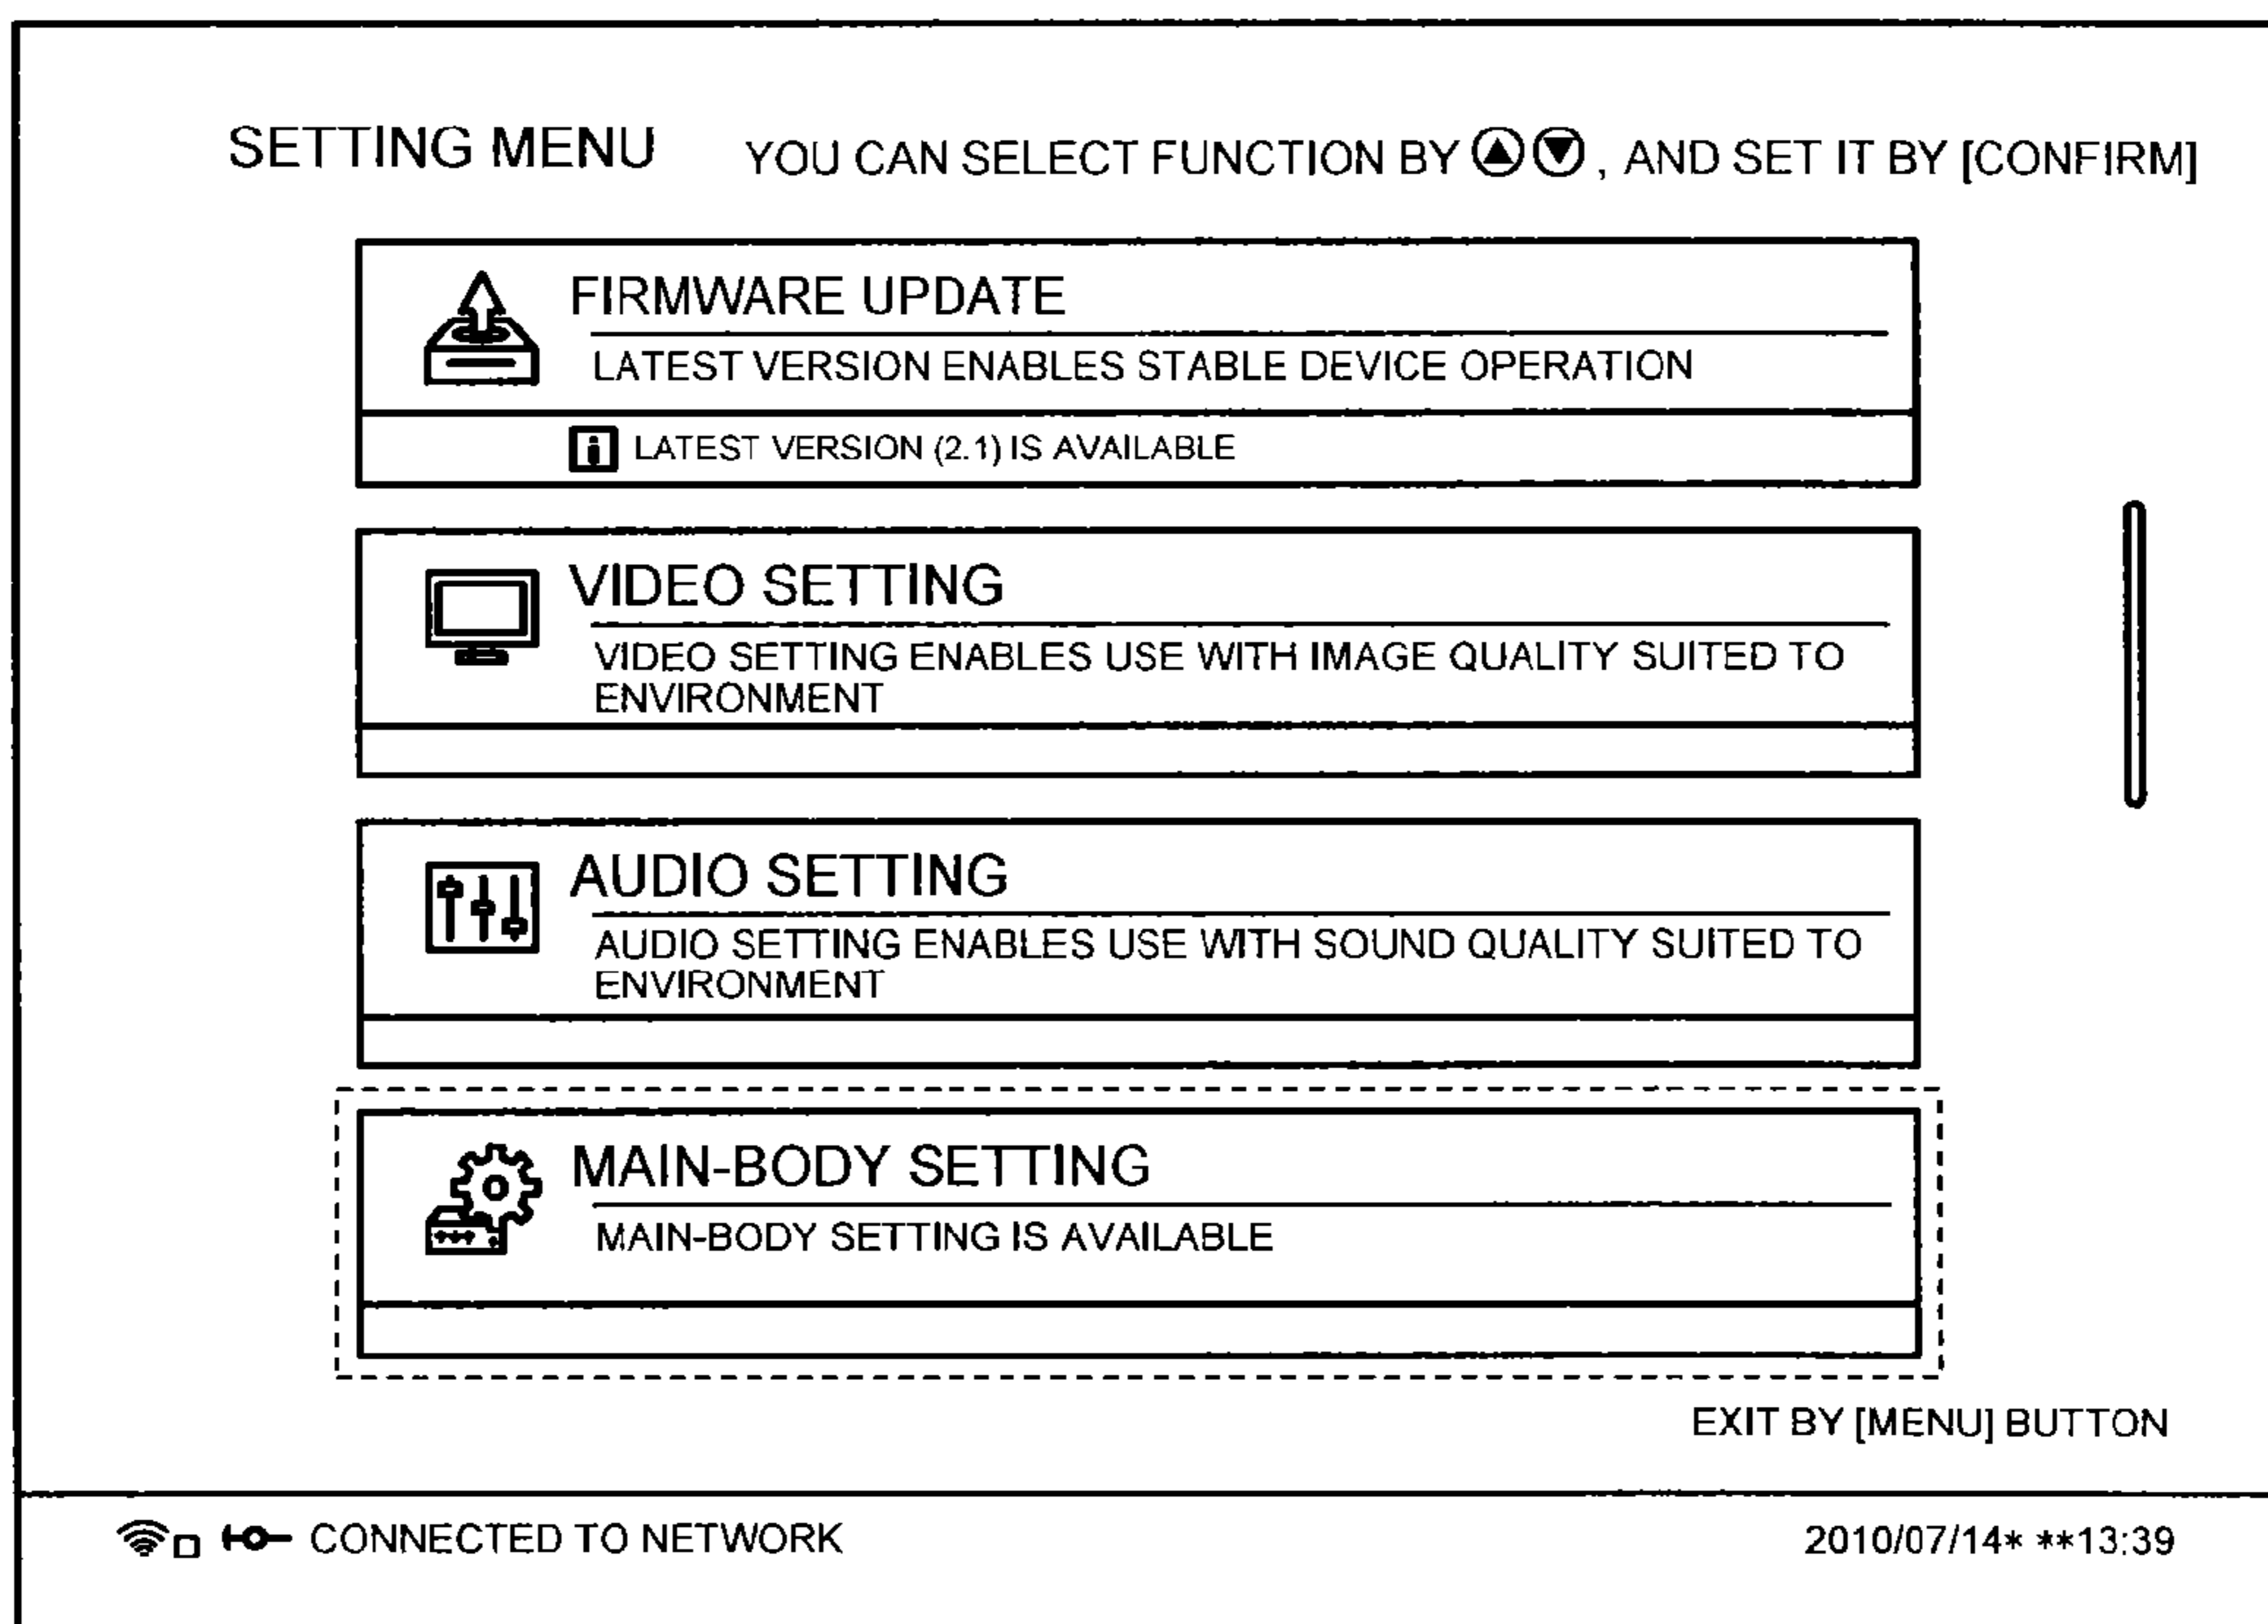 SETTING MENU
YOU CAN SELECT FUNCTION BY ▲▼, AND SET IT BY [CONFIRM]
FIRMWARE UPDATE
LATEST VERSION ENABLES STABLE DEVICE OPERATION
i LATEST VERSION (2.1) IS AVAILABLE
VIDEO SETTING
VIDEO SETTING ENABLES USE WITH IMAGE QUALITY SUITED TO
ENVIRONMENT
AUDIO SETTING
AUDIO SETTING ENABLES USE WITH SOUND QUALITY SUITED TO
ENVIRONMENT
MAIN-BODY SETTING
MAIN-BODY SETTING IS AVAILABLE
EXIT BY [MENU] BUTTON
CONNECTED TO NETWORK
2010/07/14* **13:39